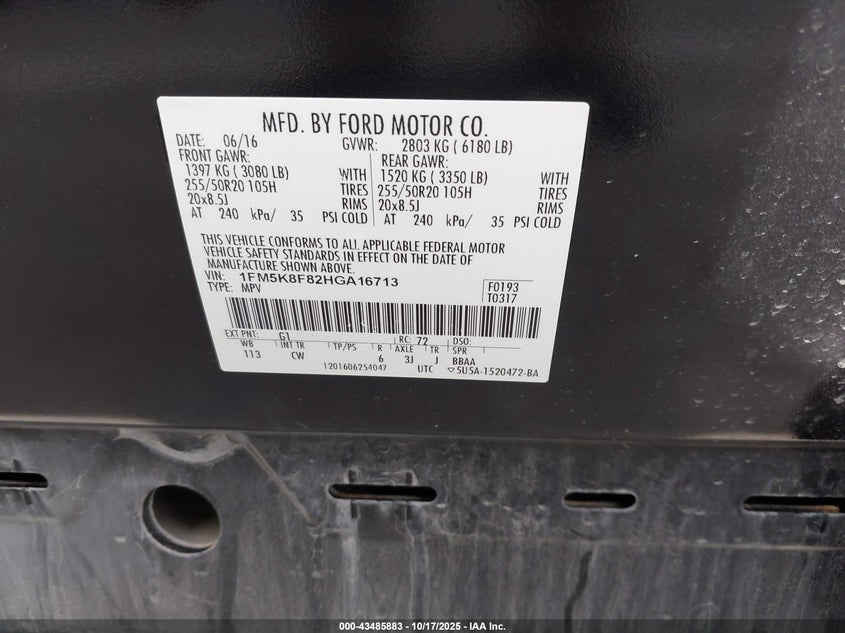 MFD. BY FORD MOTOR CO.
DATE: 06/16 GVWR: 2803 KG ( 6180 LB)
FRONT GAWR: REAR GAWR:
1397 KG ( 3080 LB) WITH 1520 KG ( 3350 LB) WITH
255/50R20 105H TIRES 255/50R20 105H TIRES
20x8.5J RIMS 20x8.5J RIMS
AT 240 kPa/ 35 PSI COLD AT 240 kPa/ 35 PSI COLD
THIS VEHICLE CONFORMS TO ALL APPLICABLE FEDERAL MOTOR
VEHICLE SAFETY STANDARDS IN EFFECT ON THE DATE OF
MANUFACTURE SHOWN ABOVE.
VIN: 1FM5K8F82HGA16713 F0193
TYPE: MPV T0317
EXT PNT: G1 RC: 72 DSO:
WB INT TR TP/PS R AXLE TR SPR
113 CW 6 3J J BBAA
1201606254047 UTC ▽5U5A-1520472-BA
000-43485883 | 10/17/2025 - IAA Inc.